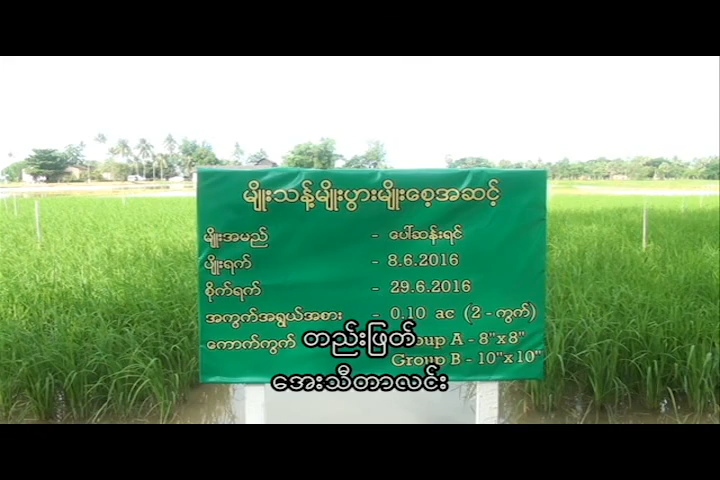 မျိုးသန့်မျိုးပွားမျိုးစေ့အဆင့်
မျိုးအမည် - ပေါ်ဆန်းရင်
ပျိုးရက် - 8.6.2016
စိုက်ရက် - 29.6.2016
အကွက်အရွယ်အစား - 0.10 ac (2 - ကွက်)
ကောက်ကွက် Group A - 8"x8"
Group B - 10"x10"
တည်းဖြတ်
အေးသီတာလင်း